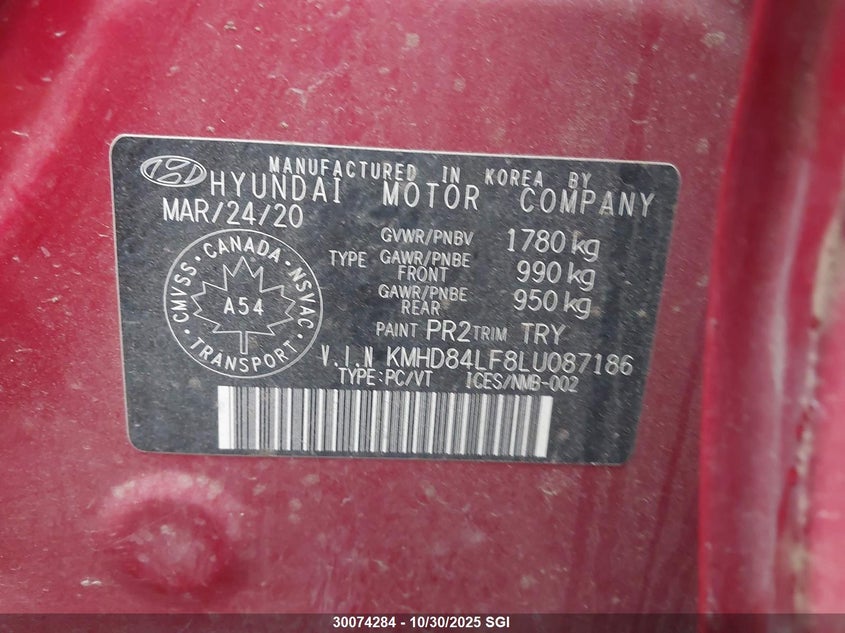 MANUFACTURED IN KOREA BY
HYUNDAI MOTOR COMPANY
MAR/24/20
GVWR/PNBV 1780 kg
TYPE GAWR/PNBE FRONT 990 kg
GAWR/PNBE REAR 950 kg
PAINT PR2 TRIM TRY
CMVSS · CANADA · NSVAC · TRANSPORT ·
A54
V.I.N KMHD84LF8LU087186
TYPE:PC/VT ICES/NMB-002
30074284 - 10/30/2025 SGI